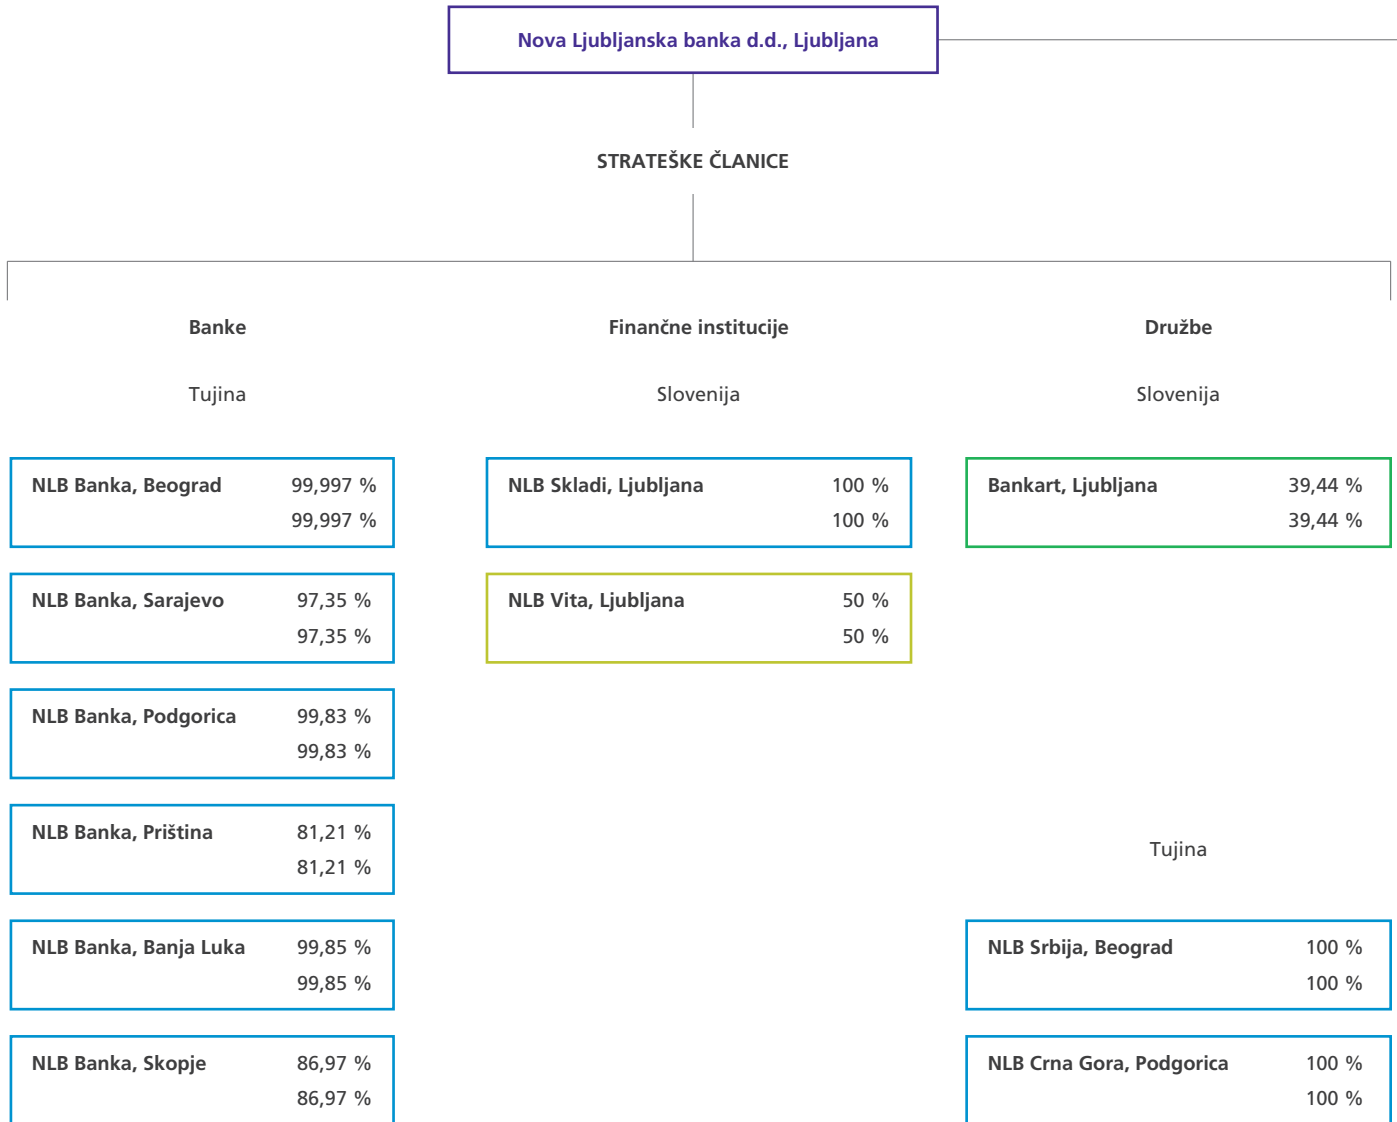 Nova Ljubljanska banka d.d., Ljubljana
STRATEŠKE ČLANICE
Banke
Tujina
NLB Banka, Beograd 99,997 %
99,997 %
NLB Banka, Sarajevo 97,35 %
97,35 %
NLB Banka, Podgorica 99,83 %
99,83 %
NLB Banka, Priština 81,21 %
81,21 %
NLB Banka, Banja Luka 99,85 %
99,85 %
NLB Banka, Skopje 86,97 %
86,97 %
Finančne institucije
Slovenija
NLB Skladi, Ljubljana 100 %
100 %
NLB Vita, Ljubljana 50 %
50 %
Družbe
Slovenija
Bankart, Ljubljana 39,44 %
39,44 %
Tujina
NLB Srbija, Beograd 100 %
100 %
NLB Crna Gora, Podgorica 100 %
100 %